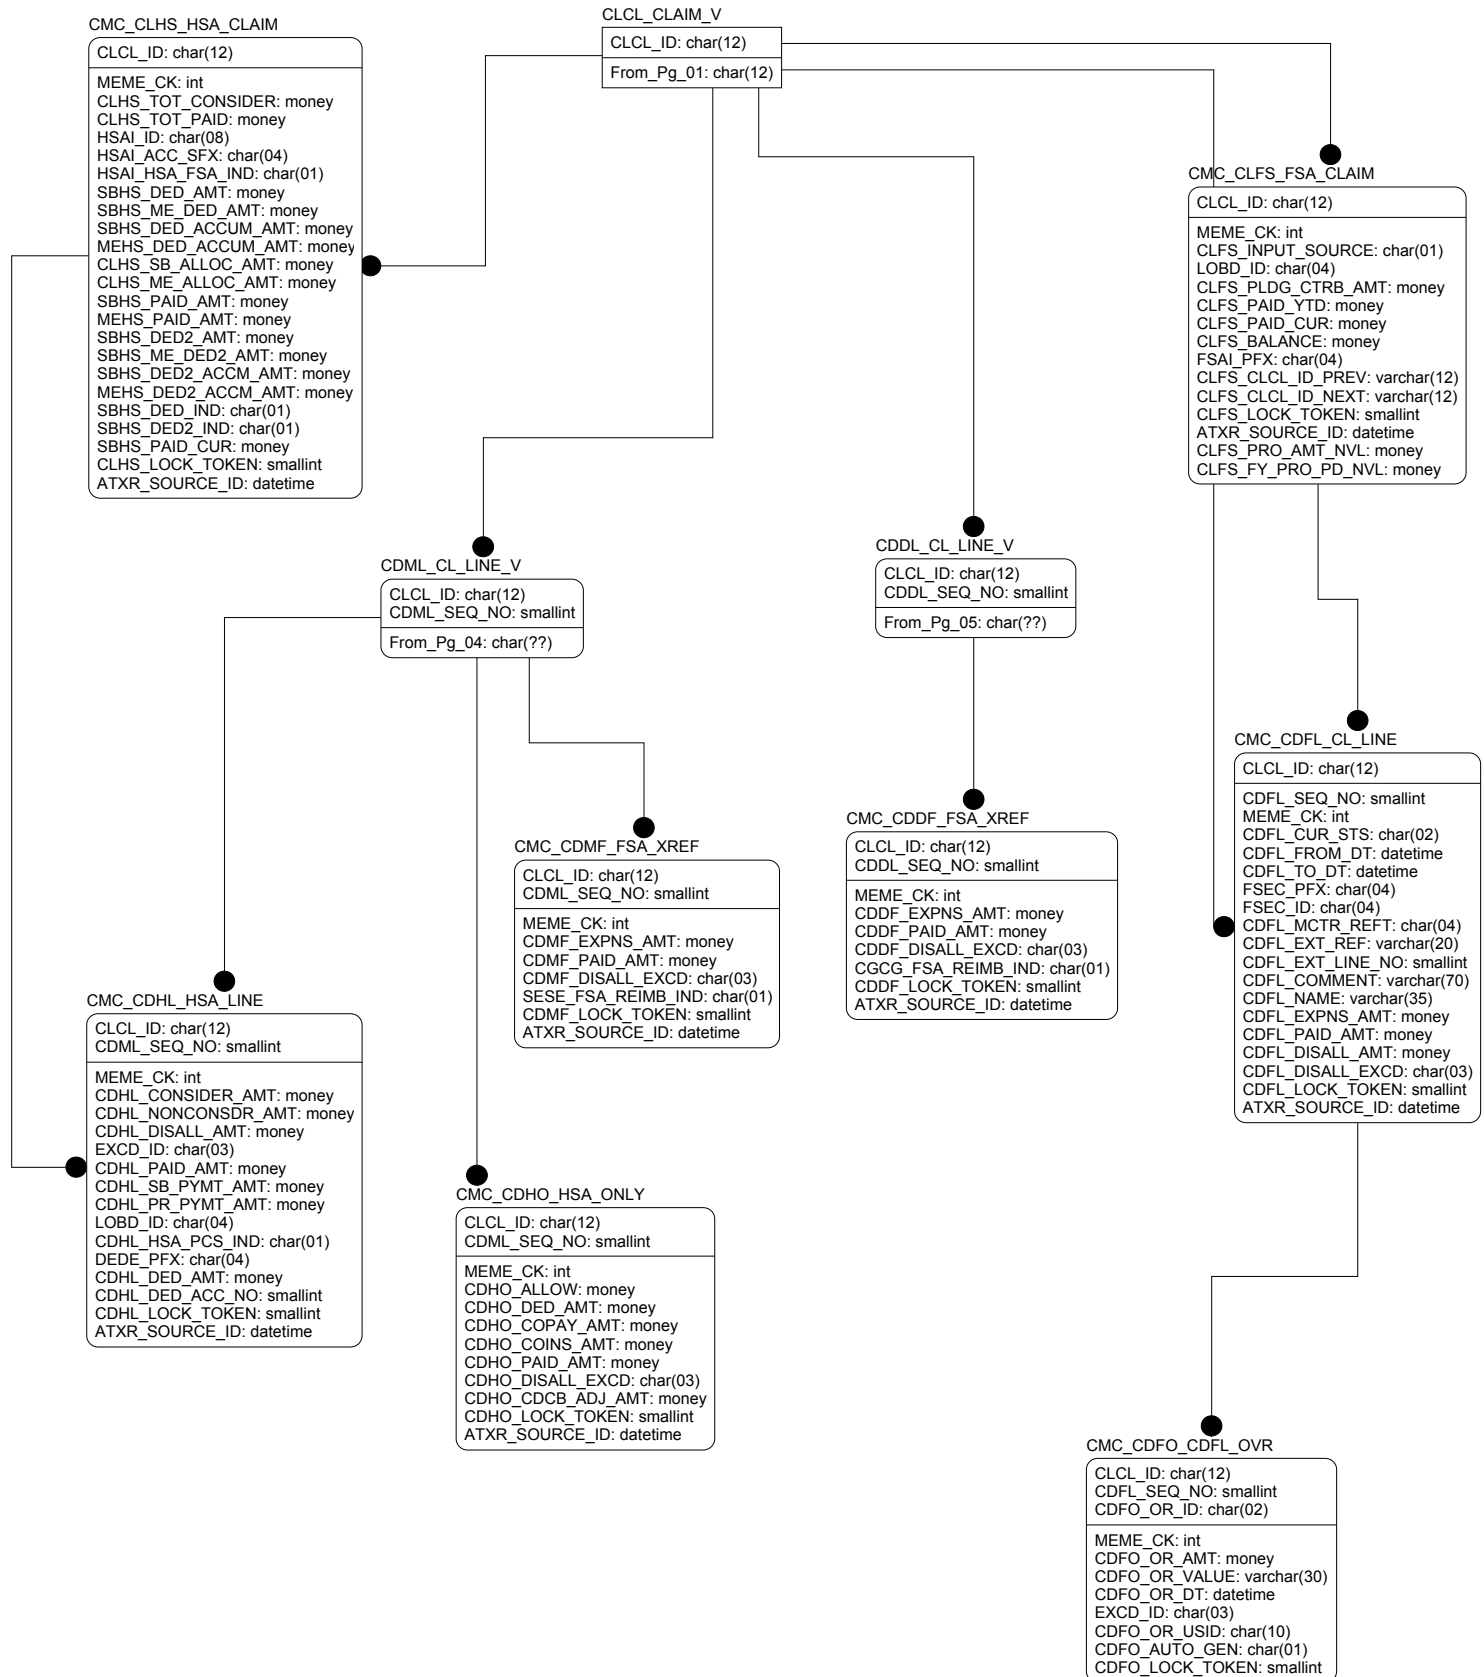 CMC_CLHS_HSA_CLAIM
CLCL_ID: char(12)
MEME_CK: int
CLHS_TOT_CONSIDER: money
CLHS_TOT_PAID: money
HSAI_ID: char(08)
HSAI_ACC_SFX: char(04)
HSAI_HSA_FSA_IND: char(01)
SBHS_DED_AMT: money
SBHS_ME_DED_AMT: money
SBHS_DED_ACCUM_AMT: money
MEHS_DED_ACCUM_AMT: money
CLHS_SB_ALLOC_AMT: money
CLHS_ME_ALLOC_AMT: money
SBHS_PAID_AMT: money
MEHS_PAID_AMT: money
SBHS_DED2_AMT: money
SBHS_ME_DED2_AMT: money
SBHS_DED2_ACCM_AMT: money
MEHS_DED2_ACCM_AMT: money
SBHS_DED_IND: char(01)
SBHS_DED2_IND: char(01)
SBHS_PAID_CUR: money
CLHS_LOCK_TOKEN: smallint
ATXR_SOURCE_ID: datetime
CLCL_CLAIM_V
CLCL_ID: char(12)
From_Pg_01: char(12)
CMC_CLFS_FSA_CLAIM
CLCL_ID: char(12)
MEME_CK: int
CLFS_INPUT_SOURCE: char(01)
LOBD_ID: char(04)
CLFS_PLDG_CTRB_AMT: money
CLFS_PAID_YTD: money
CLFS_PAID_CUR: money
CLFS_BALANCE: money
FSAI_PFX: char(04)
CLFS_CLCL_ID_PREV: varchar(12)
CLFS_CLCL_ID_NEXT: varchar(12)
CLFS_LOCK_TOKEN: smallint
ATXR_SOURCE_ID: datetime
CLFS_PRO_AMT_NVL: money
CLFS_FY_PRO_PD_NVL: money
CDML_CL_LINE_V
CLCL_ID: char(12)
CDML_SEQ_NO: smallint
From_Pg_04: char(??)
CDDL_CL_LINE_V
CLCL_ID: char(12)
CDDL_SEQ_NO: smallint
From_Pg_05: char(??)
CMC_CDFL_CL_LINE
CLCL_ID: char(12)
CDFL_SEQ_NO: smallint
MEME_CK: int
CDFL_CUR_STS: char(02)
CDFL_FROM_DT: datetime
CDFL_TO_DT: datetime
FSEC_PFX: char(04)
FSEC_ID: char(04)
CDFL_MCTR_REFT: char(04)
CDFL_EXT_REF: varchar(20)
CDFL_EXT_LINE_NO: smallint
CDFL_COMMENT: varchar(70)
CDFL_NAME: varchar(35)
CDFL_EXPNS_AMT: money
CDFL_PAID_AMT: money
CDFL_DISALL_AMT: money
CDFL_DISALL_EXCD: char(03)
CDFL_LOCK_TOKEN: smallint
ATXR_SOURCE_ID: datetime
CMC_CDMF_FSA_XREF
CLCL_ID: char(12)
CDML_SEQ_NO: smallint
MEME_CK: int
CDMF_EXPNS_AMT: money
CDMF_PAID_AMT: money
CDMF_DISALL_EXCD: char(03)
SESE_FSA_REIMB_IND: char(01)
CDMF_LOCK_TOKEN: smallint
ATXR_SOURCE_ID: datetime
CMC_CDDF_FSA_XREF
CLCL_ID: char(12)
CDDL_SEQ_NO: smallint
MEME_CK: int
CDDF_EXPNS_AMT: money
CDDF_PAID_AMT: money
CDDF_DISALL_EXCD: char(03)
CGCG_FSA_REIMB_IND: char(01)
CDDF_LOCK_TOKEN: smallint
ATXR_SOURCE_ID: datetime
CMC_CDHL_HSA_LINE
CLCL_ID: char(12)
CDML_SEQ_NO: smallint
MEME_CK: int
CDHL_CONSIDER_AMT: money
CDHL_NONCONSDR_AMT: money
CDHL_DISALL_AMT: money
EXCD_ID: char(03)
CDHL_PAID_AMT: money
CDHL_SB_PYMT_AMT: money
CDHL_PR_PYMT_AMT: money
LOBD_ID: char(04)
CDHL_HSA_PCS_IND: char(01)
DEDE_PFX: char(04)
CDHL_DED_AMT: money
CDHL_DED_ACC_NO: smallint
CDHL_LOCK_TOKEN: smallint
ATXR_SOURCE_ID: datetime
CMC_CDHO_HSA_ONLY
CLCL_ID: char(12)
CDML_SEQ_NO: smallint
MEME_CK: int
CDHO_ALLOW: money
CDHO_DED_AMT: money
CDHO_COPAY_AMT: money
CDHO_COINS_AMT: money
CDHO_PAID_AMT: money
CDHO_DISALL_EXCD: char(03)
CDHO_CDCB_ADJ_AMT: money
CDHO_LOCK_TOKEN: smallint
ATXR_SOURCE_ID: datetime
CMC_CDFO_CDFL_OVR
CLCL_ID: char(12)
CDFL_SEQ_NO: smallint
CDFO_OR_ID: char(02)
MEME_CK: int
CDFO_OR_AMT: money
CDFO_OR_VALUE: varchar(30)
CDFO_OR_DT: datetime
EXCD_ID: char(03)
CDFO_OR_USID: char(10)
CDFO_AUTO_GEN: char(01)
CDFO_LOCK_TOKEN: smallint